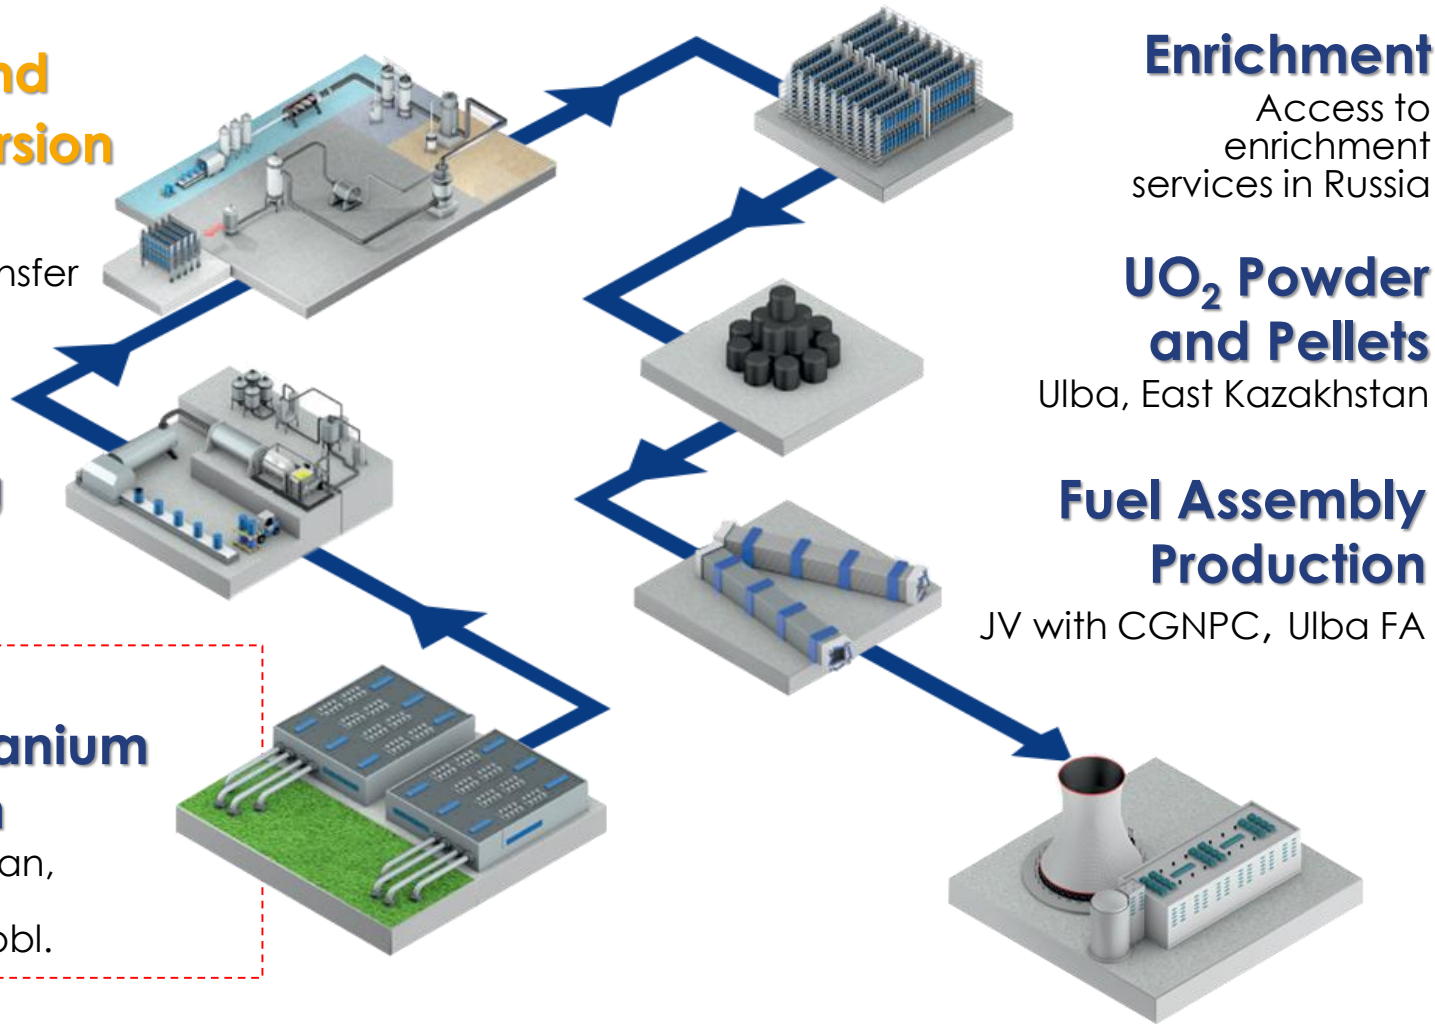 nd
rsion
nsfer
g
anium
n
an,
obl.
Enrichment
Access to
enrichment
services in Russia
UO₂ Powder
and Pellets
Ulba, East Kazakhstan
Fuel Assembly
Production
JV with CGNPC, Ulba FA